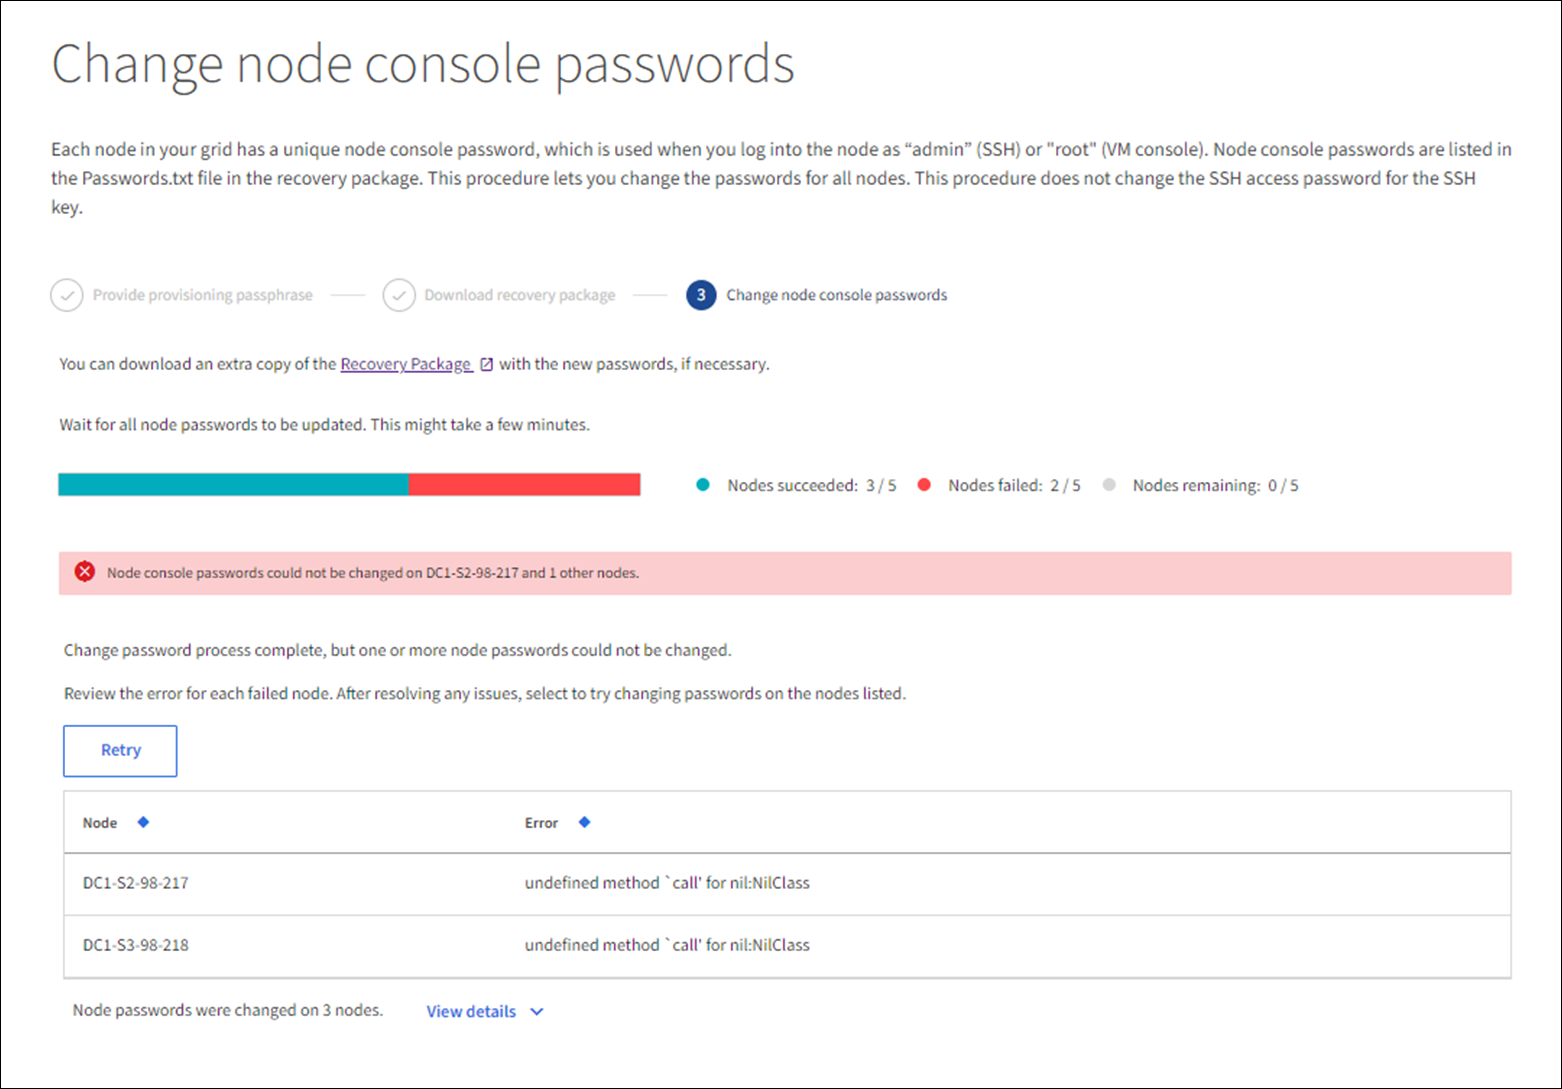 Change node console passwords
Each node in your grid has a unique node console password, which is used when you log into the node as “admin” (SSH) or "root" (VM console). Node console passwords are listed in
the Passwords.txt file in the recovery package. This procedure lets you change the passwords for all nodes. This procedure does not change the SSH access password for the SSH
key.
Provide provisioning passphrase Download recovery package 3 Change node console passwords
You can download an extra copy of the Recovery Package with the new passwords, if necessary.
Wait for all node passwords to be updated. This might take a few minutes.
Nodes succeeded: 3 / 5 Nodes failed: 2 / 5 Nodes remaining: 0 / 5
Node console passwords could not be changed on DC1-S2-98-217 and 1 other nodes.
Change password process complete, but one or more node passwords could not be changed.
Review the error for each failed node. After resolving any issues, select to try changing passwords on the nodes listed.
Retry
Node Error
DC1-S2-98-217 undefined method `call' for nil:NilClass
DC1-S3-98-218 undefined method `call' for nil:NilClass
Node passwords were changed on 3 nodes. View details